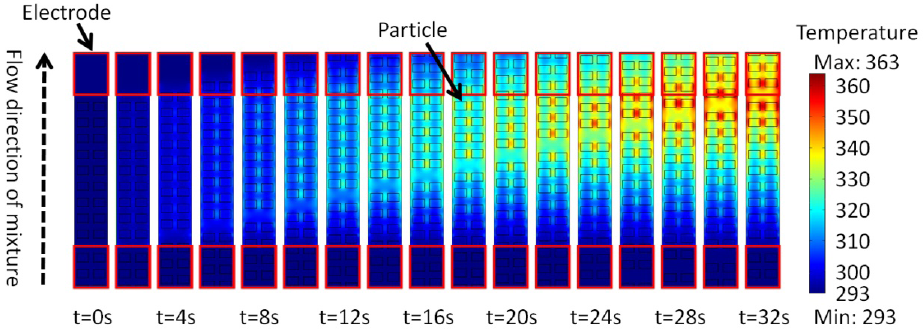 Electrode
Particle
Temperature
Flow direction of mixture
Max: 363
360
350
340
330
320
310
300
293
Min: 293
t=0s
t=4s
t=8s
t=12s
t=16s
t=20s
t=24s
t=28s
t=32s